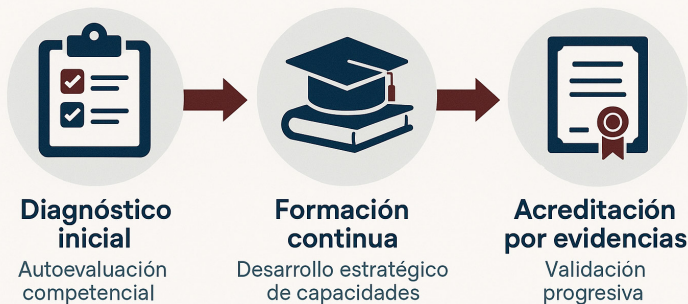 Diagnóstico
inicial
Autoevaluación
competencial
Formación
continua
Desarrollo estratégico
de capacidades
Acreditación
por evidencias
Validación
progresiva